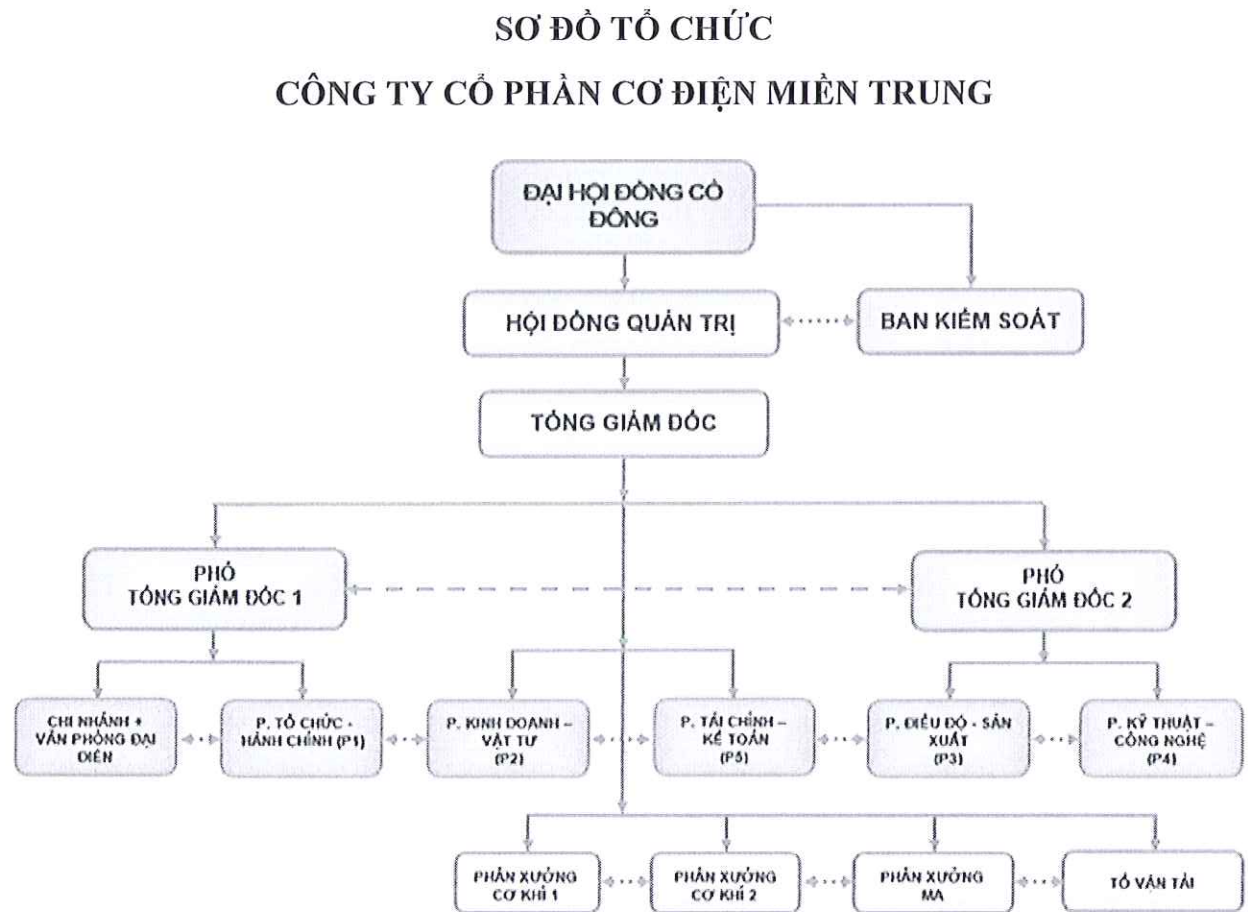 SƠ ĐỒ TỔ CHỨC
CÔNG TY CỔ PHẦN CƠ ĐIỆN MIỀN TRUNG
ĐẠI HỘI ĐỒNG CỔ
ĐÔNG
HỘI ĐỒNG QUẢN TRỊ
BAN KIỂM SOÁT
TỔNG GIÁM ĐỐC
PHÓ
TỔNG GIÁM ĐỐC 1
PHÓ
TỔNG GIÁM ĐỐC 2
CHI NHÁNH +
VĂN PHÒNG ĐẠI
DIỆN
P. TỔ CHỨC -
HÀNH CHÍNH (P1)
P. KINH DOANH –
VẬT TƯ
(P2)
P. TÀI CHÍNH –
KẾ TOÁN
(P5)
P. ĐIỀU ĐỘ - SẢN
XUẤT
(P3)
P. KỸ THUẬT –
CÔNG NGHỆ
(P4)
PHÂN XƯỞNG
CƠ KHÍ 1
PHÂN XƯỞNG
CƠ KHÍ 2
PHÂN XƯỞNG
MẠ
TỔ VẬN TẢI